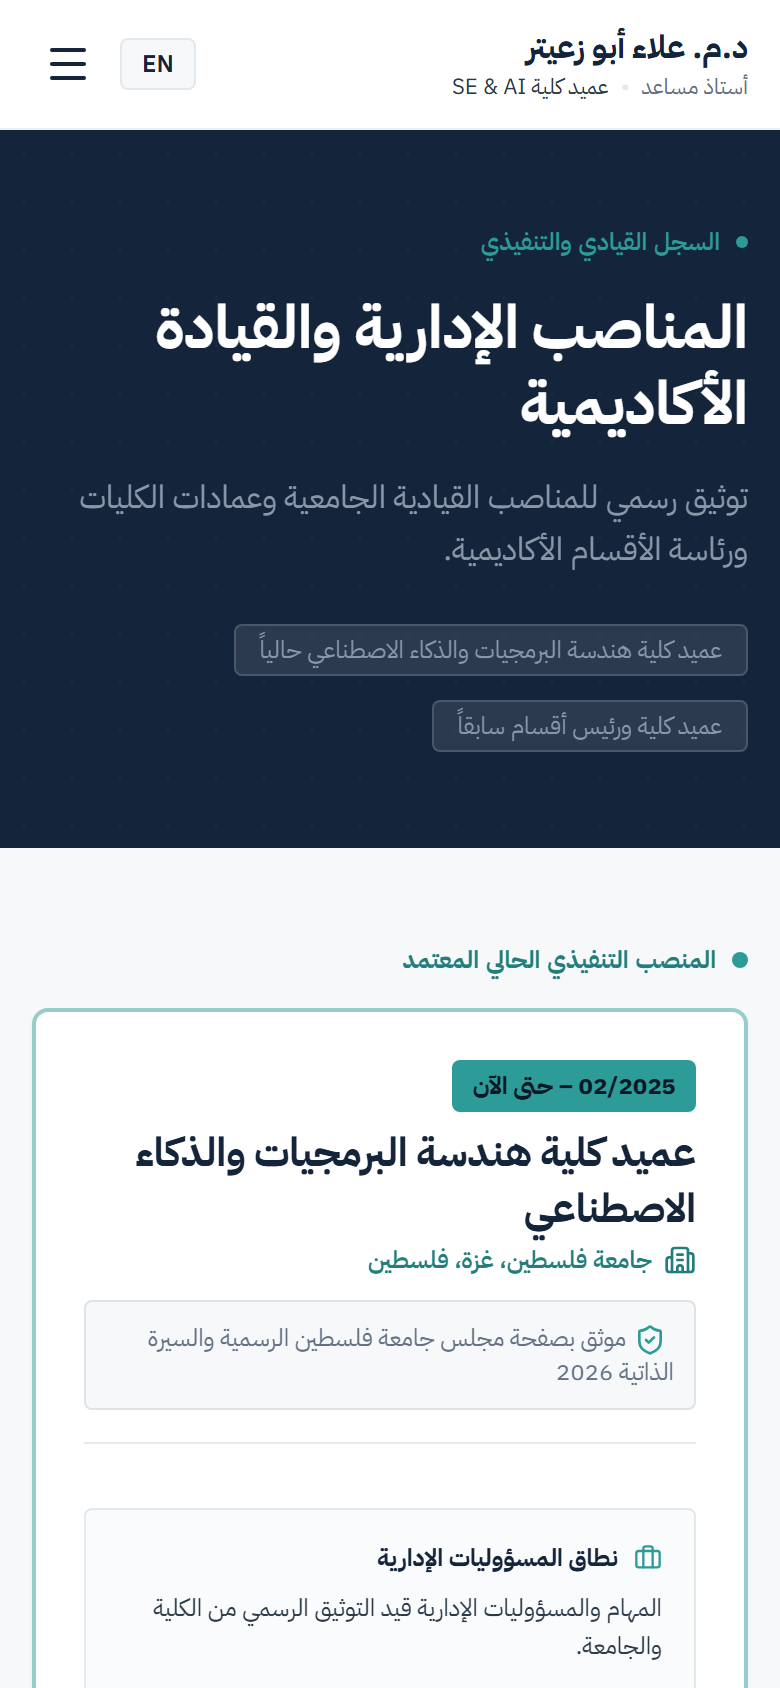 د.م. علاء أبو زعيتر
أستاذ مساعد • عميد كلية SE & AI
EN
السجل القيادي والتنفيذي
المناصب الإدارية والقيادة
الأكاديمية
توثيق رسمي للمناصب القيادية الجامعية وعمادات الكليات
ورئاسة الأقسام الأكاديمية.
عميد كلية هندسة البرمجيات والذكاء الاصطناعي حالياً
عميد كلية ورئيس أقسام سابقاً
المنصب التنفيذي الحالي المعتمد
02/2025 – حتى الآن
عميد كلية هندسة البرمجيات والذكاء
الاصطناعي
جامعة فلسطين، غزة، فلسطين
موثق بصفحة مجلس جامعة فلسطين الرسمية والسيرة
الذاتية 2026
نطاق المسؤوليات الإدارية
المهام والمسؤوليات الإدارية قيد التوثيق الرسمي من الكلية
والجامعة.